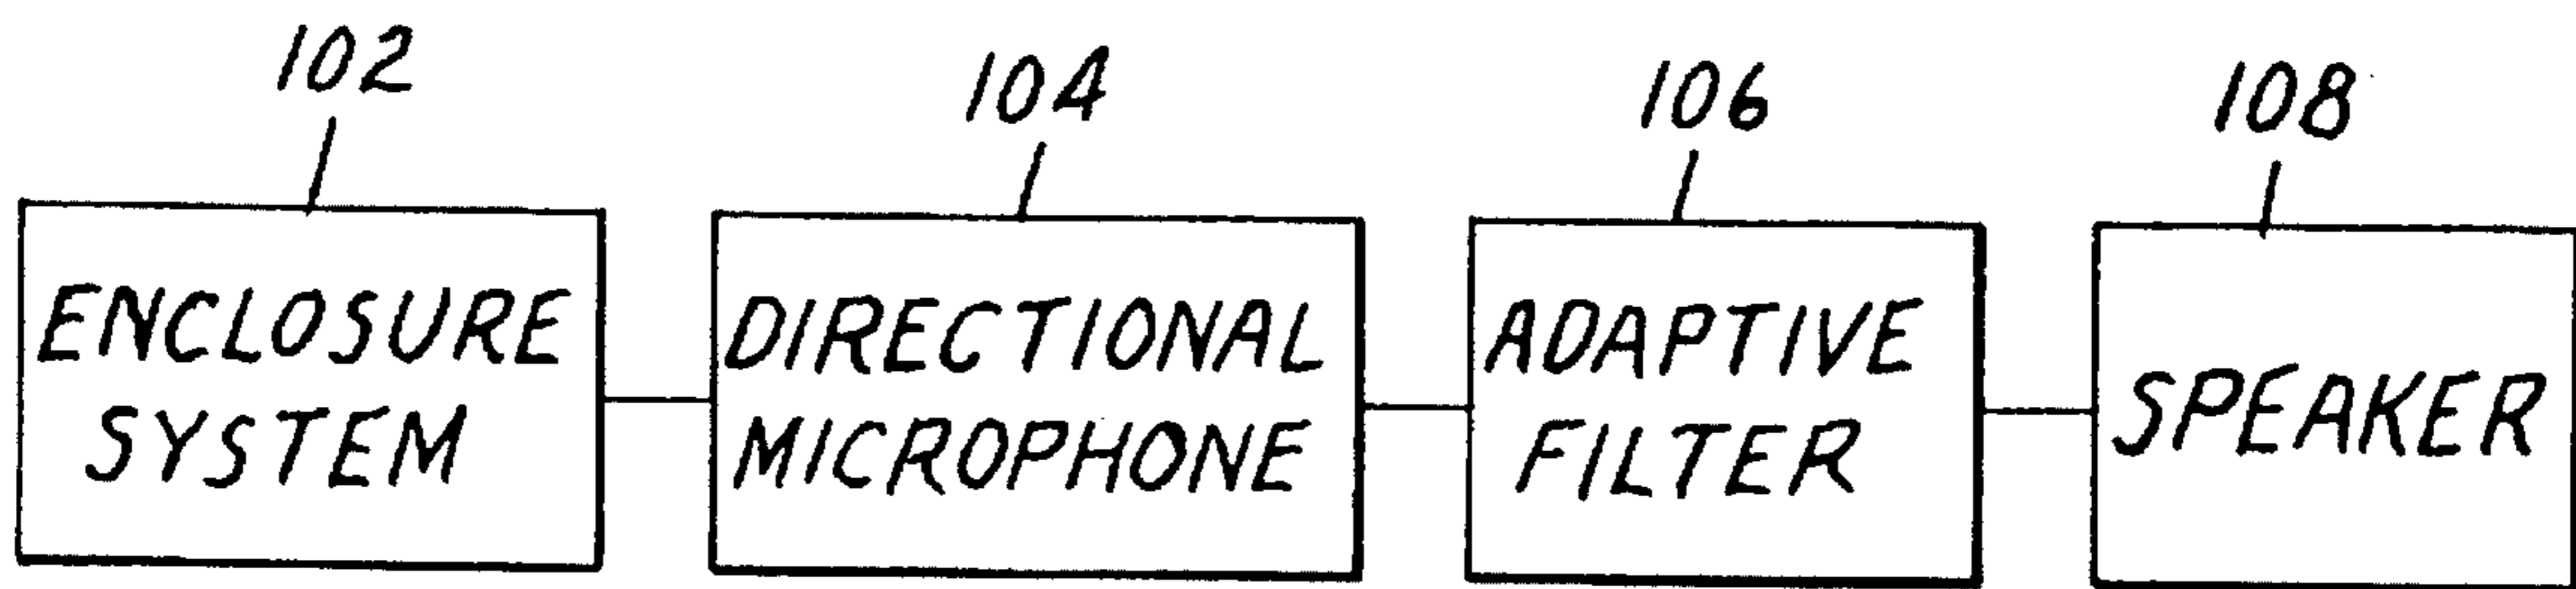 102
104
106
108
ENCLOSURE
SYSTEM
DIRECTIONAL
MICROPHONE
ADAPTIVE
FILTER
SPEAKER